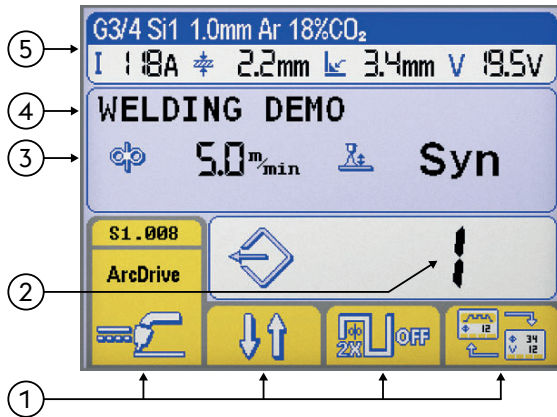 G3/4 Si1 1.0mm Ar 18%CO₂
5 I 118A 2.2mm 3.4mm V 19.5V
4 WELDING DEMO
3 5.0 m/min Syn
S1.008
2 ArcDrive 1
2X OFF
12 34
V 12
1